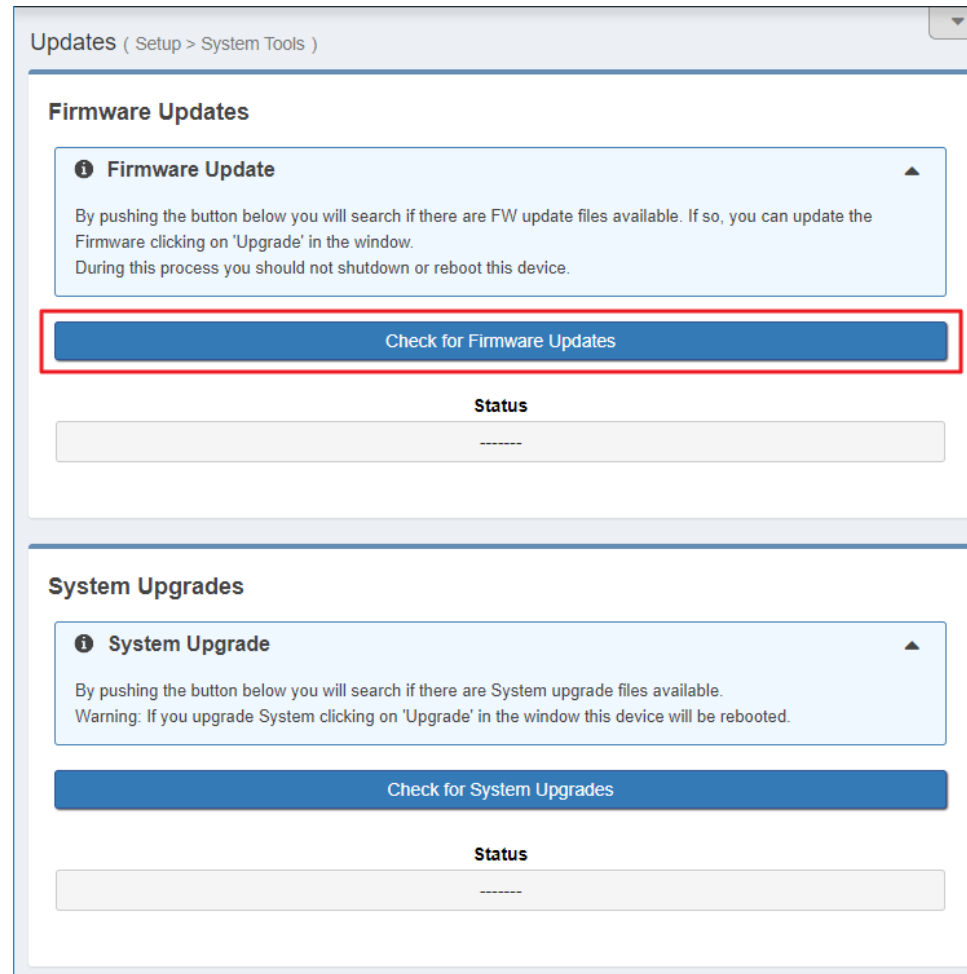 Updates ( Setup > System Tools )
Firmware Updates
Firmware Update
By pushing the button below you will search if there are FW update files available. If so, you can update the
Firmware clicking on 'Upgrade' in the window.
During this process you should not shutdown or reboot this device.
Check for Firmware Updates
Status
-------
System Upgrades
System Upgrade
By pushing the button below you will search if there are System upgrade files available.
Warning: If you upgrade System clicking on 'Upgrade' in the window this device will be rebooted.
Check for System Upgrades
Status
-------